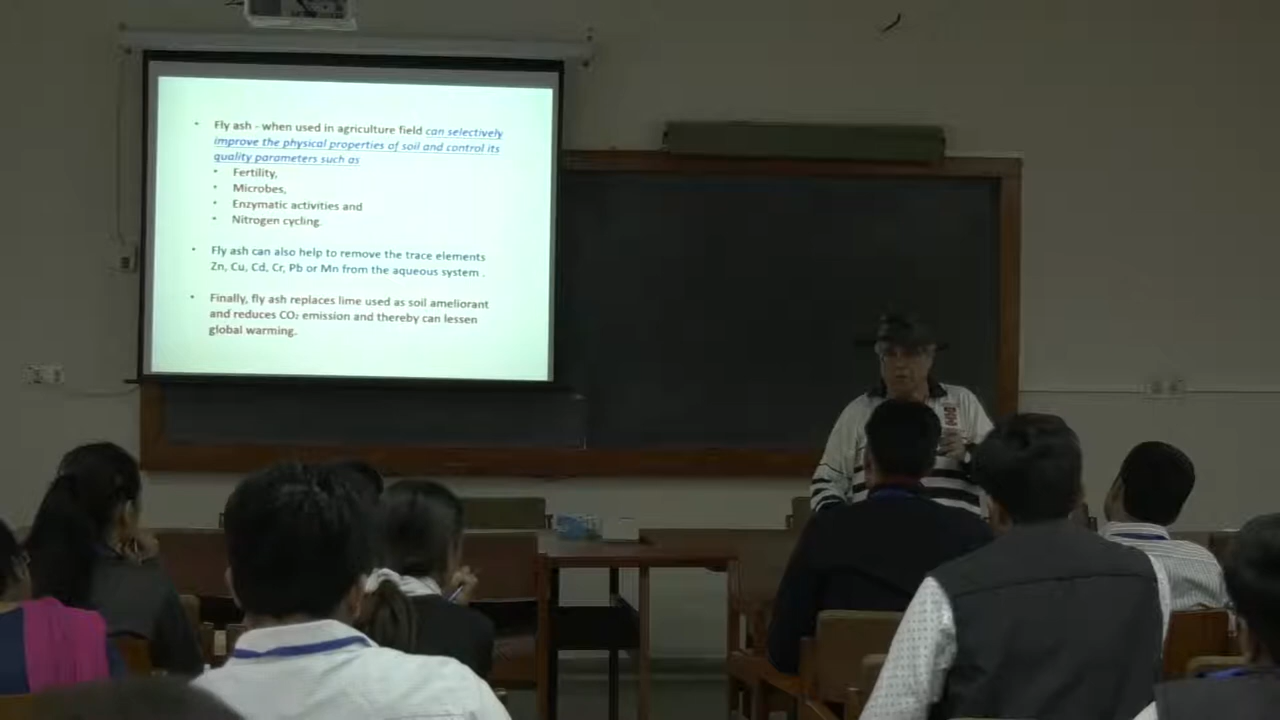 • Fly ash - when used in agriculture field can selectively
improve the physical properties of soil and control its
quality parameters such as
• Fertility,
• Microbes,
• Enzymatic activities and
• Nitrogen cycling.
• Fly ash can also help to remove the trace elements
Zn, Cu, Cd, Cr, Pb or Mn from the aqueous system .
• Finally, fly ash replaces lime used as soil ameliorant
and reduces CO₂ emission and thereby can lessen
global warming.